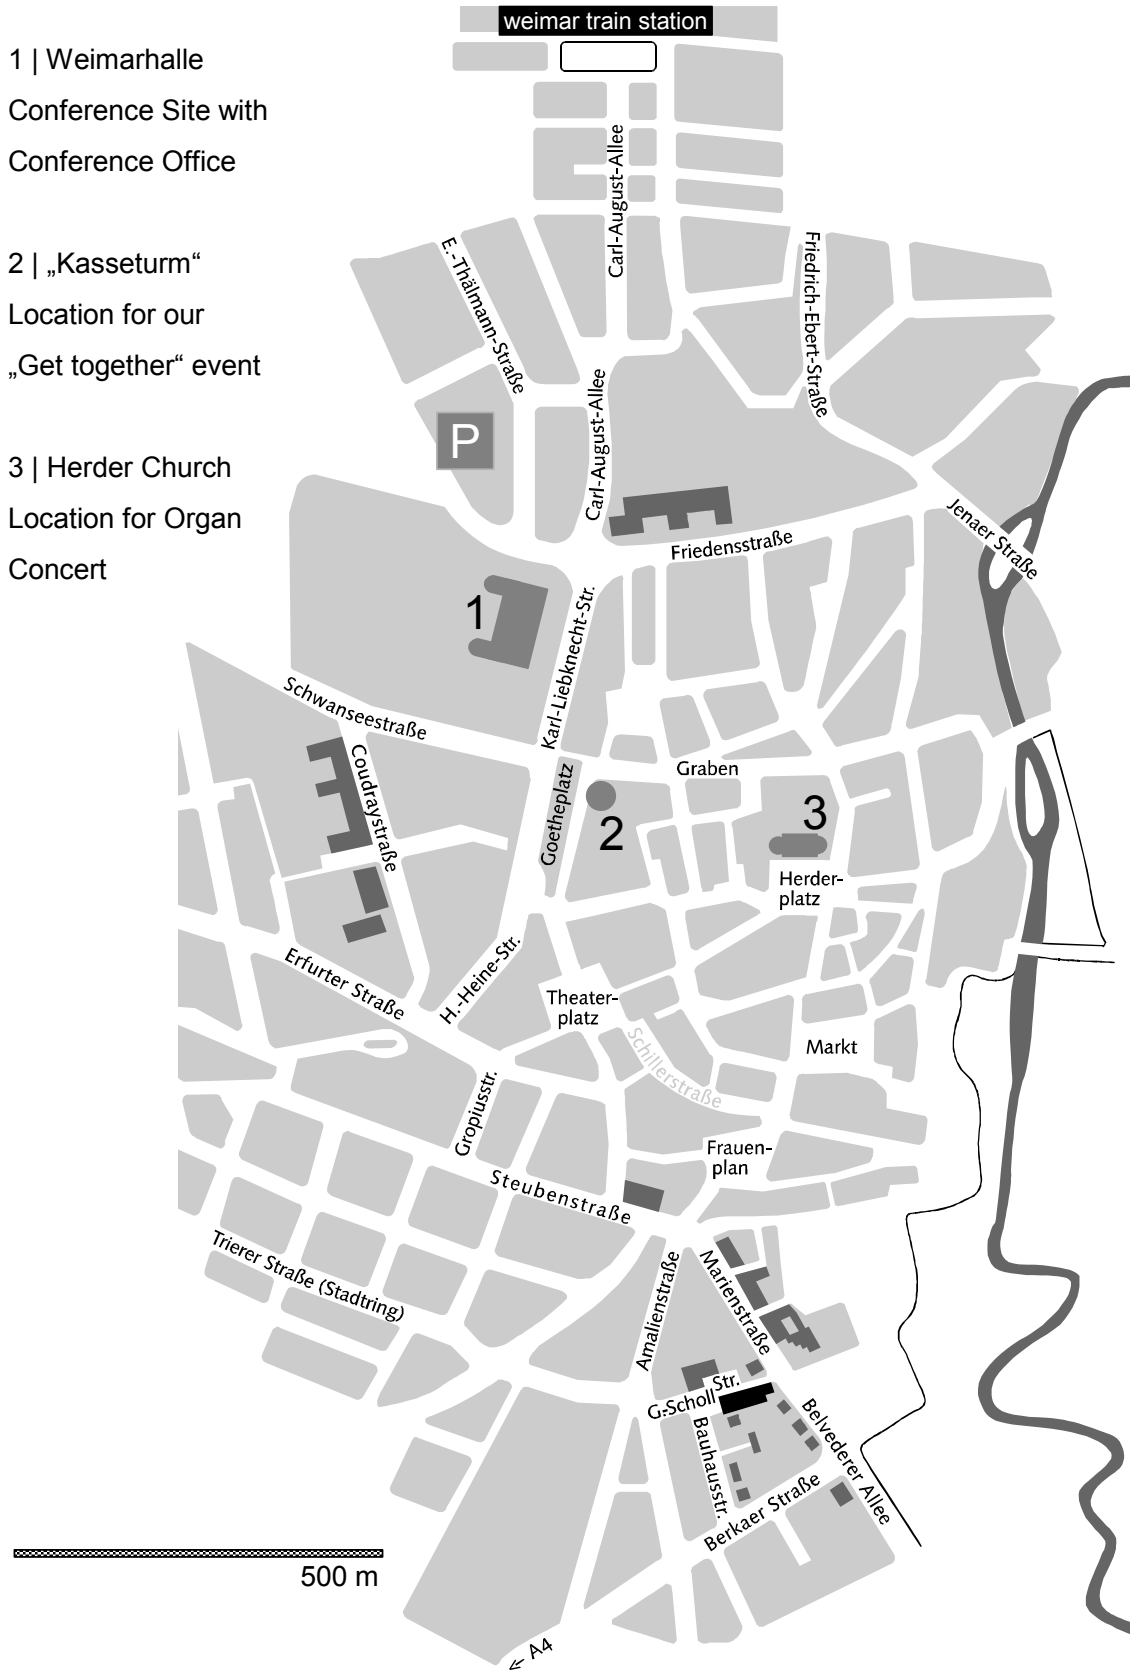 weimar train station
1 | Weimarhalle
Conference Site with
Conference Office
2 | „Kasseturm“
Location for our
„Get together“ event
3 | Herder Church
Location for Organ
Concert
Carl-August-Allee
E.-Thälmann-Straße
Friedrich-Ebert-Straße
Carl-August-Allee
P
Jenaer Straße
Friedensstraße
1
Karl-Liebknecht-Str.
Schwanseestraße
Coudraystraße
Goetheplatz
Graben
2
3
Herder-
platz
Erfurter Straße
H.-Heine-Str.
Theater-
platz
Schillerstraße
Markt
Gropiusstr.
Frauen-
plan
Steubenstraße
Trierer Straße (Stadtring)
Amalienstraße
Marienstraße
G-Scholl Str.
Bauhausstr.
Belvederer Allee
Berkaer Straße
500 m
A4